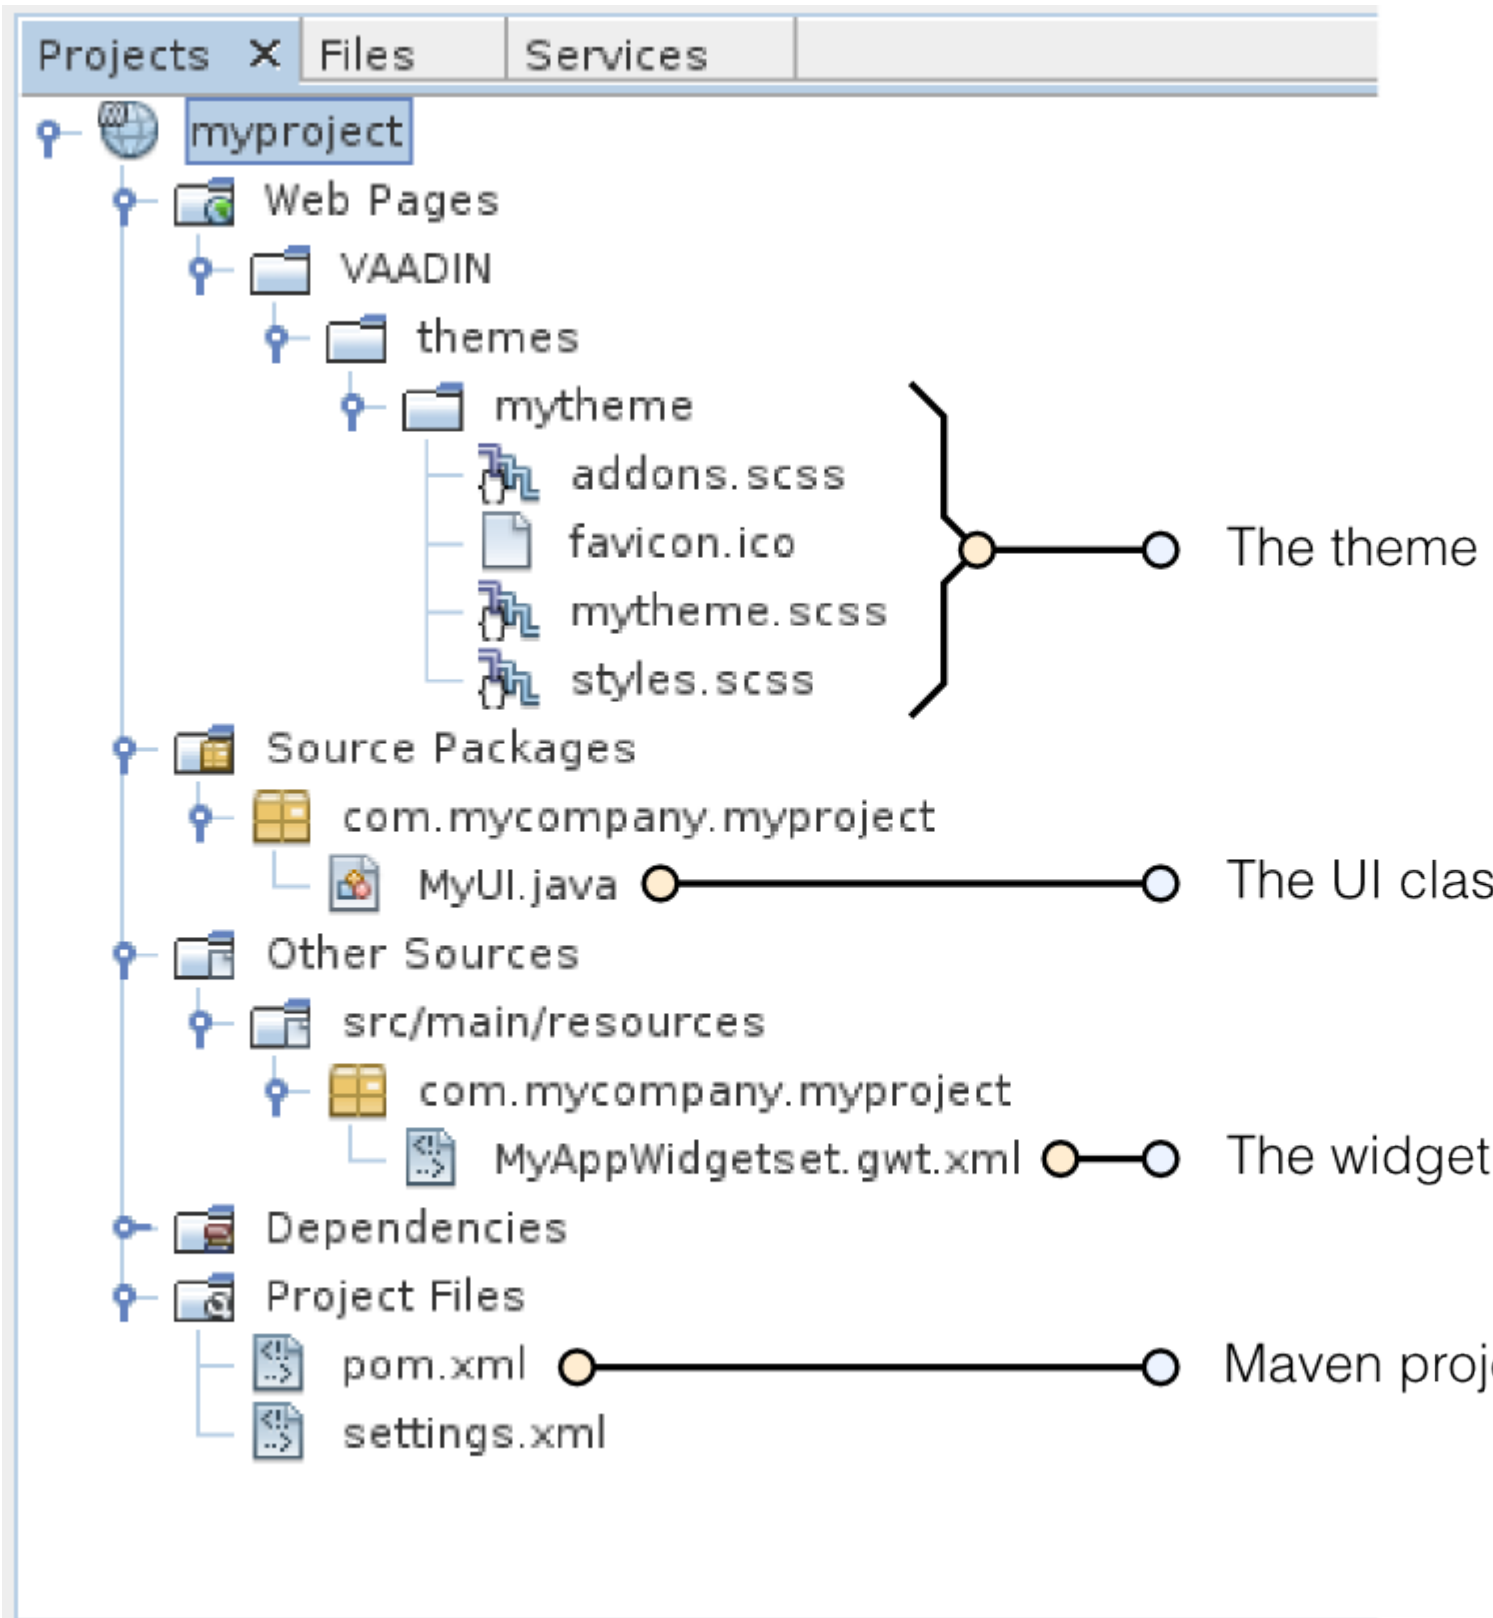 Projects X Files Services
myproject
Web Pages
VAADIN
themes
mytheme
addons.scss
favicon.ico
The theme
mytheme.scss
styles.scss
Source Packages
com.mycompany.myproject
MyUI.java The UI clas
Other Sources
src/main/resources
com.mycompany.myproject
MyAppWidgetset.gwt.xml The widget
Dependencies
Project Files
pom.xml Maven proj
settings.xml